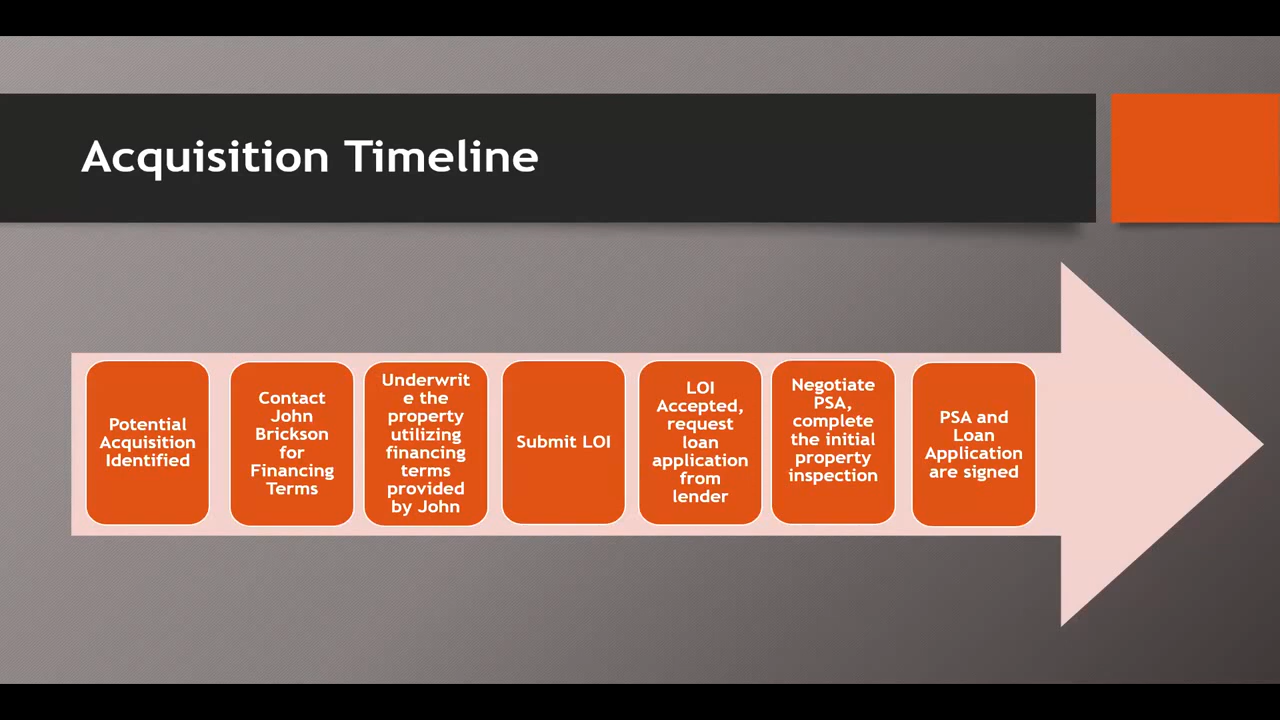 Acquisition Timeline
Potential
Acquisition
Identified
Contact
John
Brickson
for
Financing
Terms
Underwrit
e the
property
utilizing
financing
terms
provided
by John
Submit LOI
LOI
Accepted,
request
loan
application
from
lender
Negotiate
PSA,
complete
the initial
property
inspection
PSA and
Loan
Application
are signed